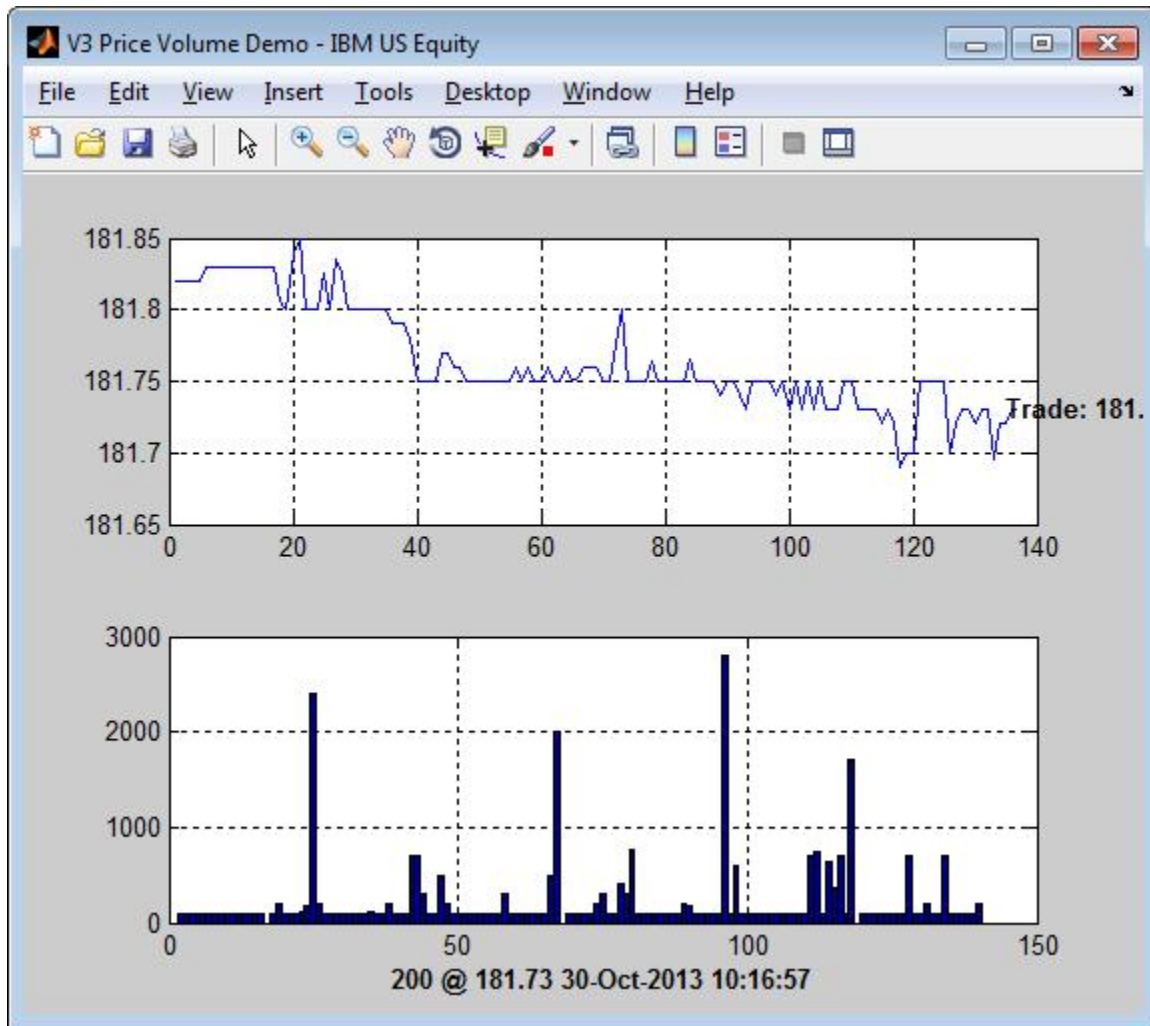 V3 Price Volume Demo - IBM US Equity
File Edit View Insert Tools Desktop Window Help
181.85
181.8
181.75
Trade: 181.
181.7
181.65
0 20 40 60 80 100 120 140
3000
2000
1000
0
0 50 100 150
200 @ 181.73 30-Oct-2013 10:16:57